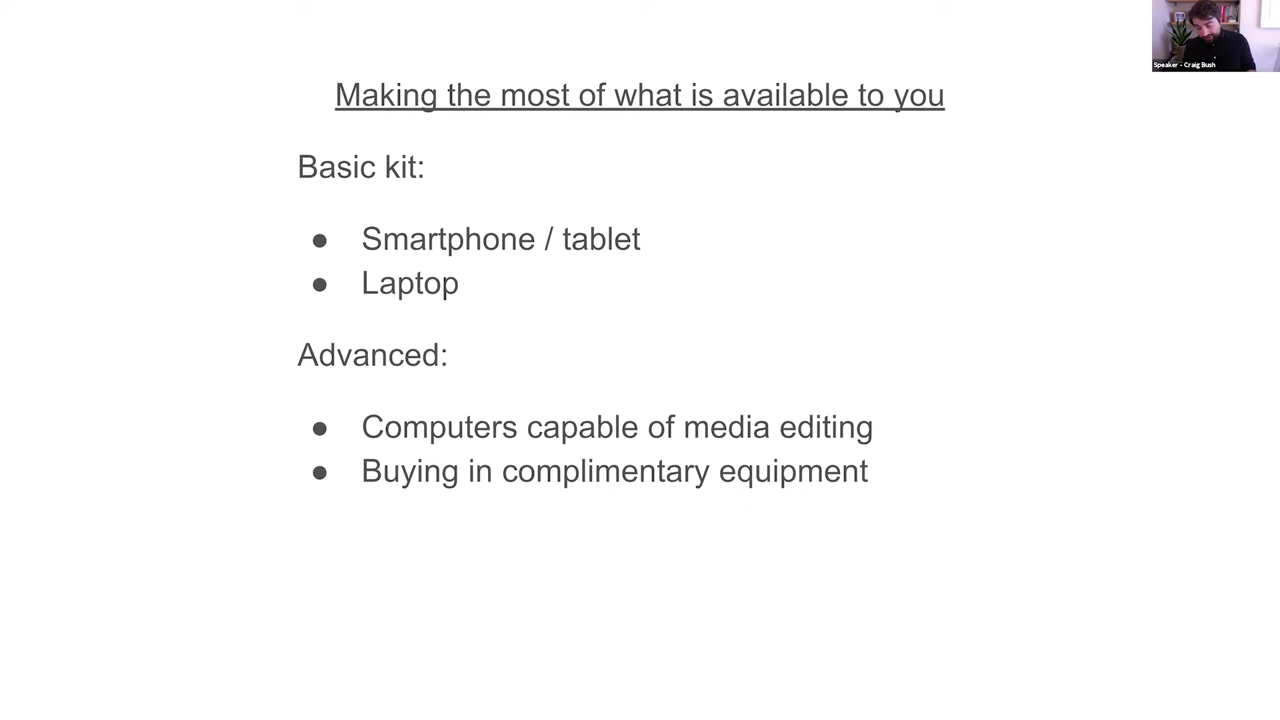 Speaker - Craig Bush
Making the most of what is available to you
Basic kit:
● Smartphone / tablet
● Laptop
Advanced:
● Computers capable of media editing
● Buying in complimentary equipment